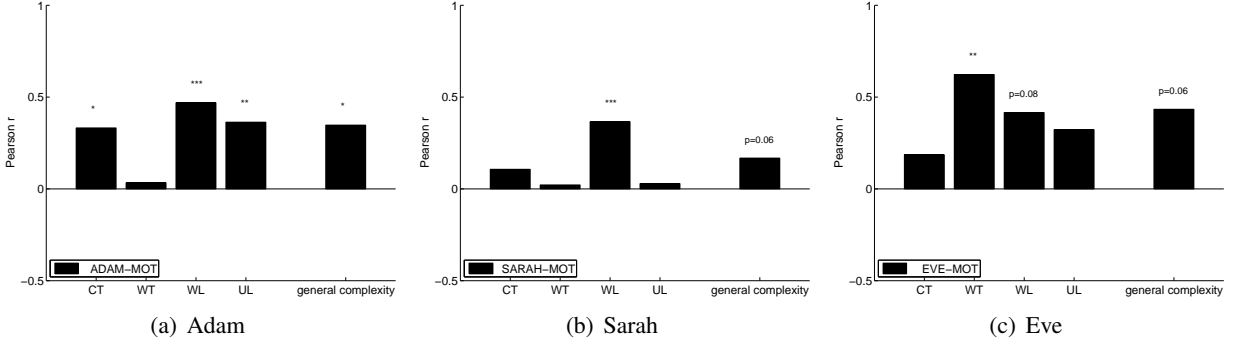 1
0.5
0
−0.5
Pearson r
*
***
**
*
ADAM−MOT
CT WT WL UL general complexity
(a) Adam
1
0.5
0
−0.5
Pearson r
***
p=0.06
SARAH−MOT
CT WT WL UL general complexity
(b) Sarah
1
0.5
0
−0.5
Pearson r
**
p=0.08
p=0.06
EVE−MOT
CT WT WL UL general complexity
(c) Eve